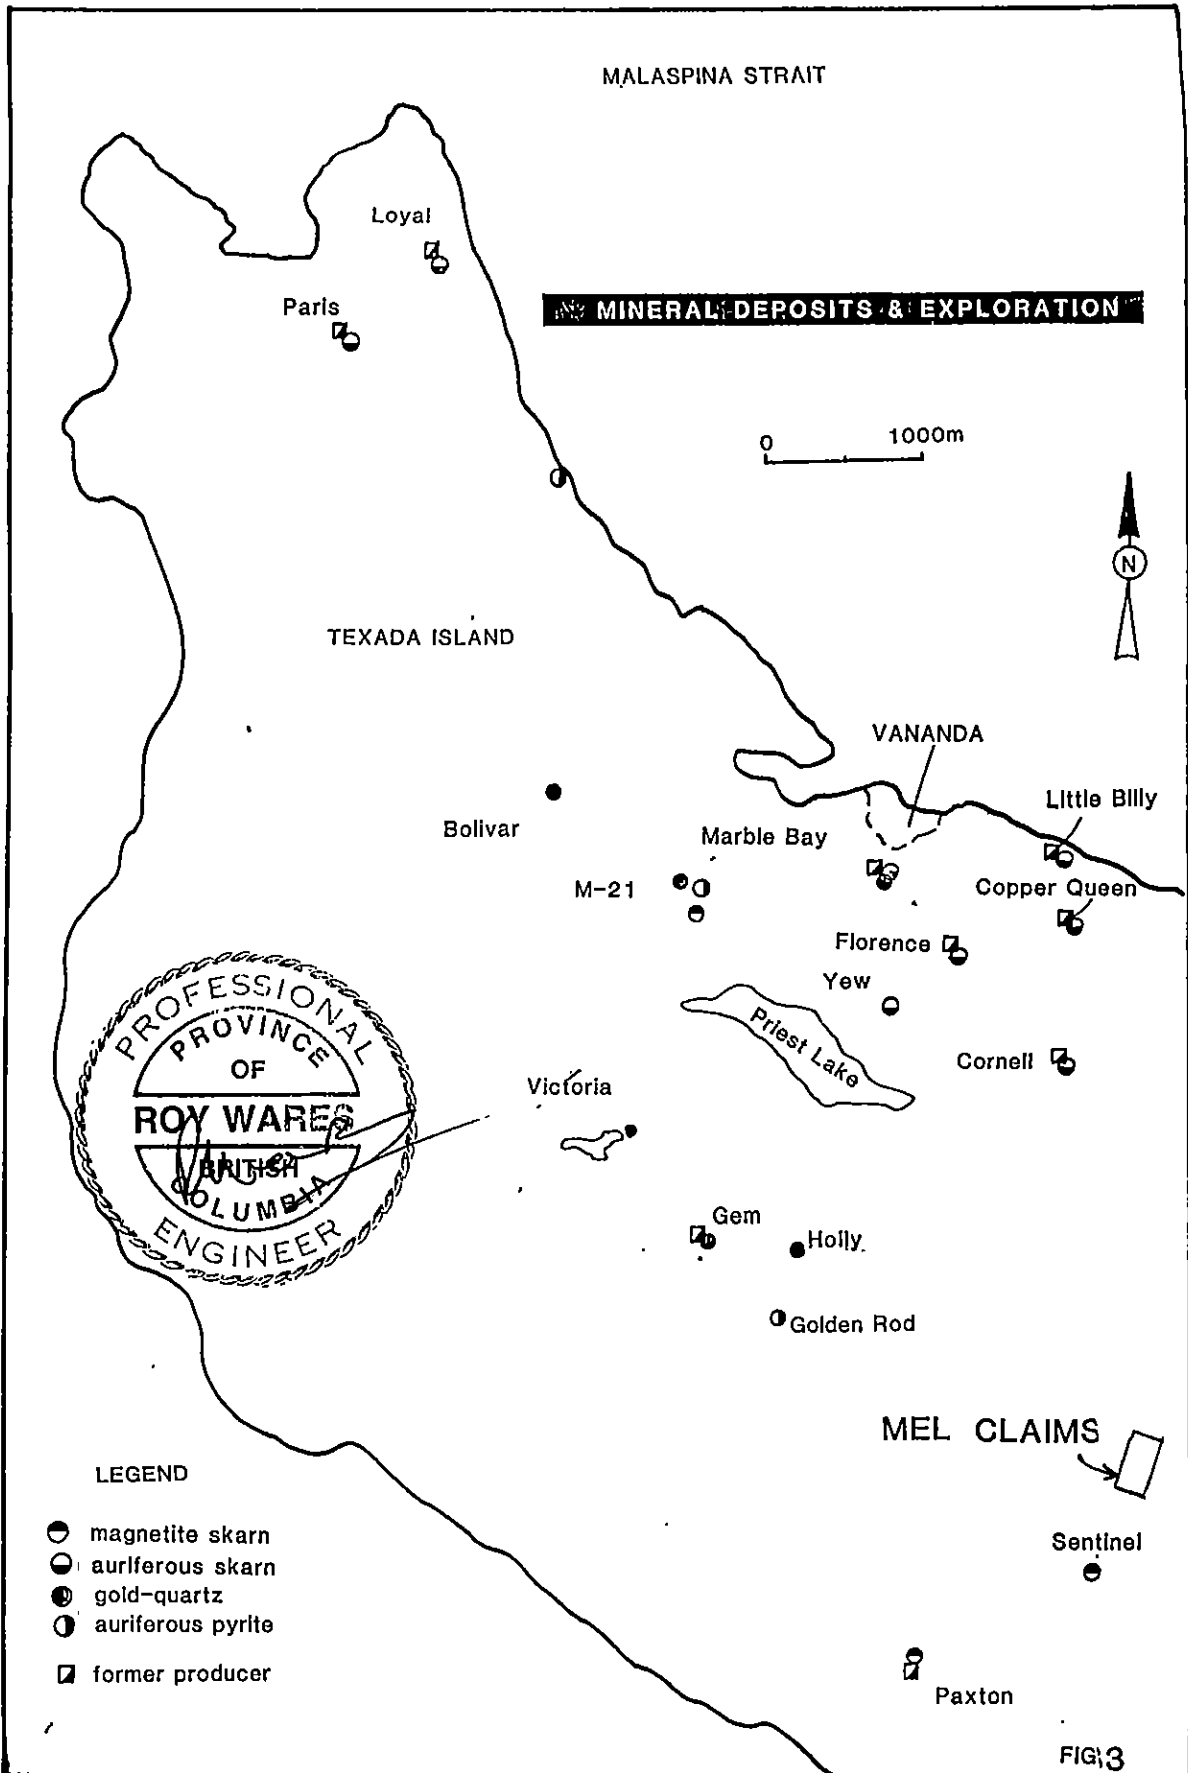 MALASPINA STRAIT
Loyal
Paris
MINERAL DEPOSITS & EXPLORATION
0 1000m
N
TEXADA ISLAND
VANANDA
Little Billy
Bolivar
Marble Bay
M-21
Copper Queen
Florence
Yew
Priest Lake
Cornell
PROFESSIONAL
PROVINCE
OF
ROY WARES
BRITISH
COLUMBIA
ENGINEER
Victoria
Gem
Holly
Golden Rod
MEL CLAIMS
LEGEND
magnetite skarn
auriferous skarn
gold-quartz
auriferous pyrite
former producer
Sentinel
Paxton
FIG 3